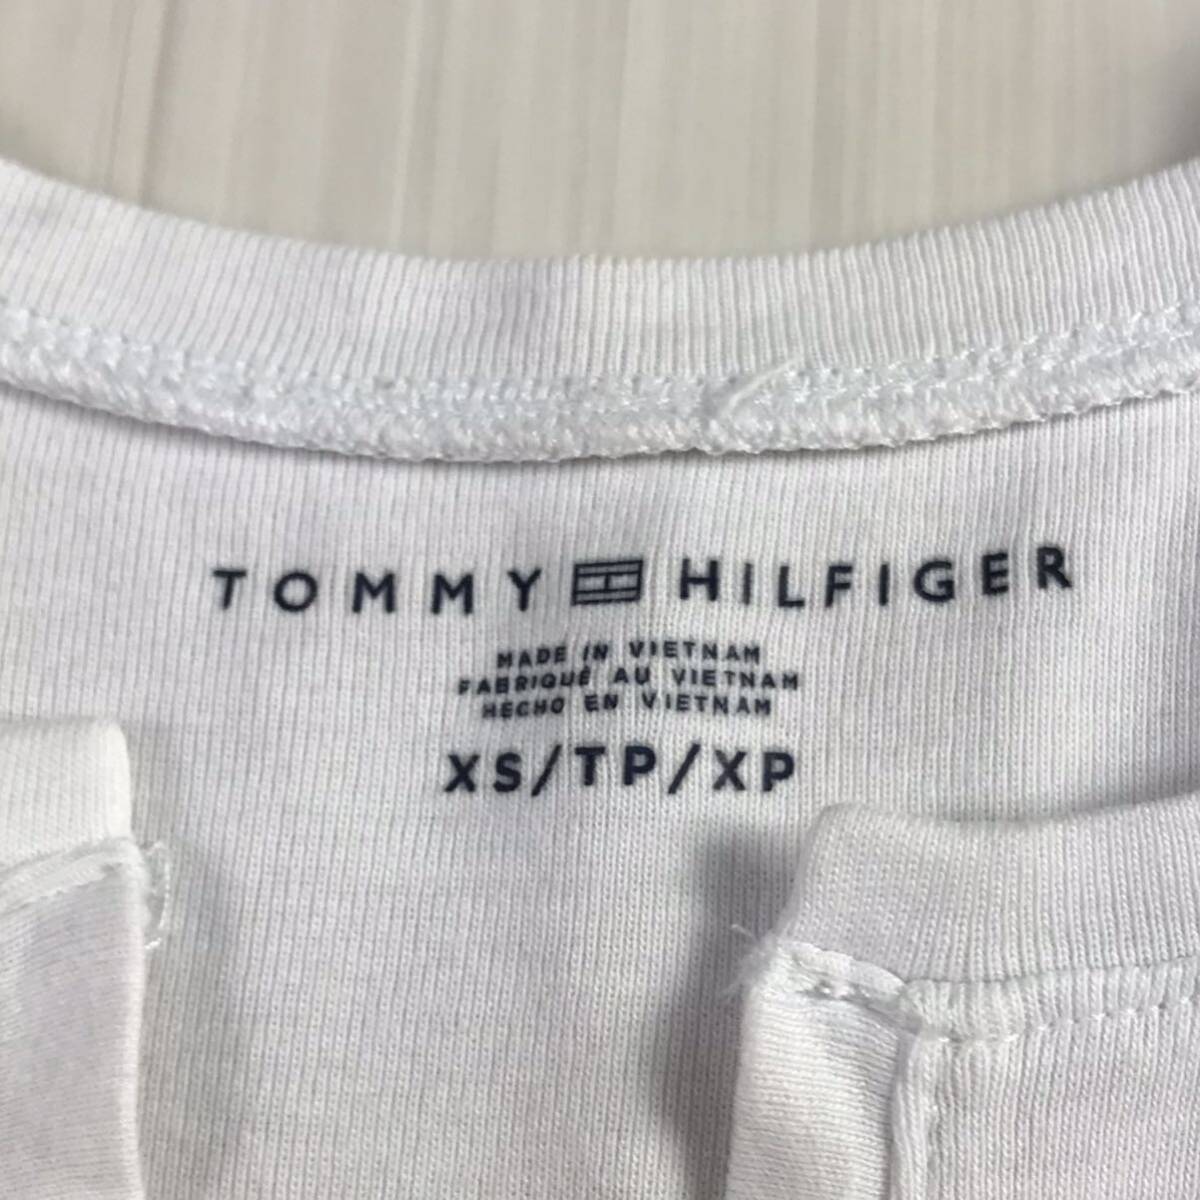 TOMMY HILFIGER
MADE IN VIETNAM
FABRIQUÉ AU VIETNAM
HECHO EN VIETNAM
XS/TP/XP